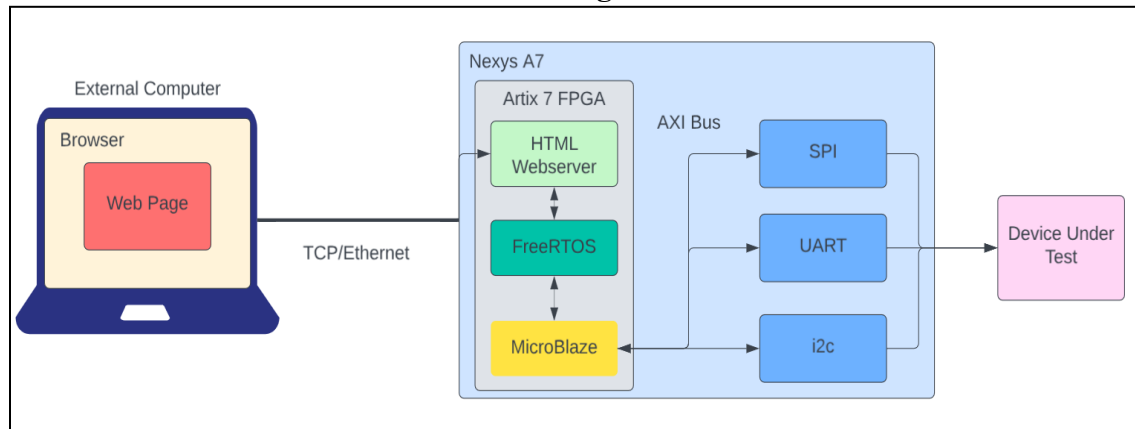 External Computer
Browser
Web Page
TCP/Ethernet
Nexys A7
Artix 7 FPGA
HTML
Webserver
FreeRTOS
MicroBlaze
AXI Bus
SPI
UART
i2c
Device Under
Test